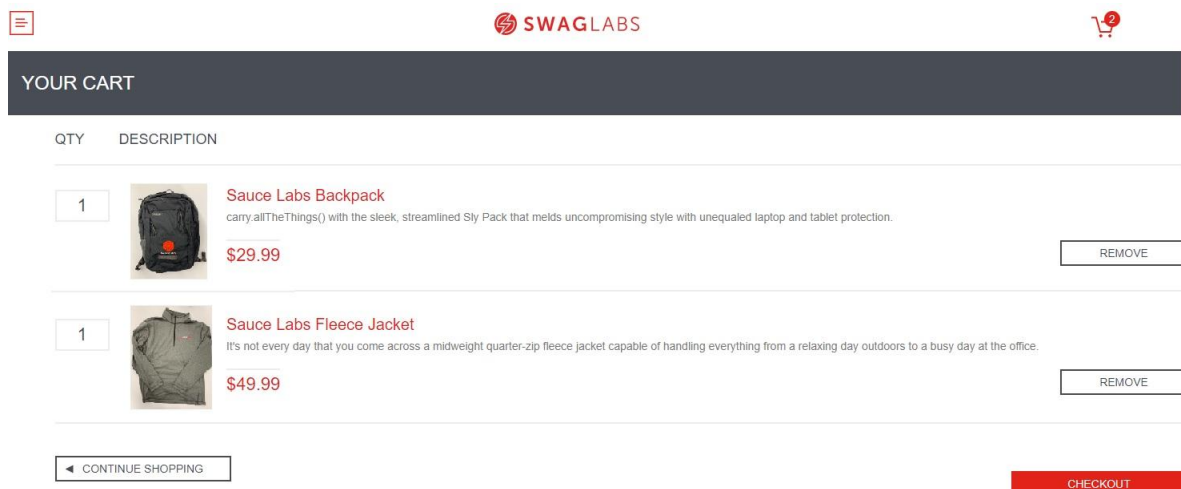 SWAGLABS
2
YOUR CART
QTY DESCRIPTION
1
Sauce Labs Backpack
carry.allTheThings() with the sleek, streamlined Sly Pack that melds uncompromising style with unequaled laptop and tablet protection.
$29.99
REMOVE
1
Sauce Labs Fleece Jacket
It's not every day that you come across a midweight quarter-zip fleece jacket capable of handling everything from a relaxing day outdoors to a busy day at the office.
$49.99
REMOVE
CONTINUE SHOPPING
CHECKOUT